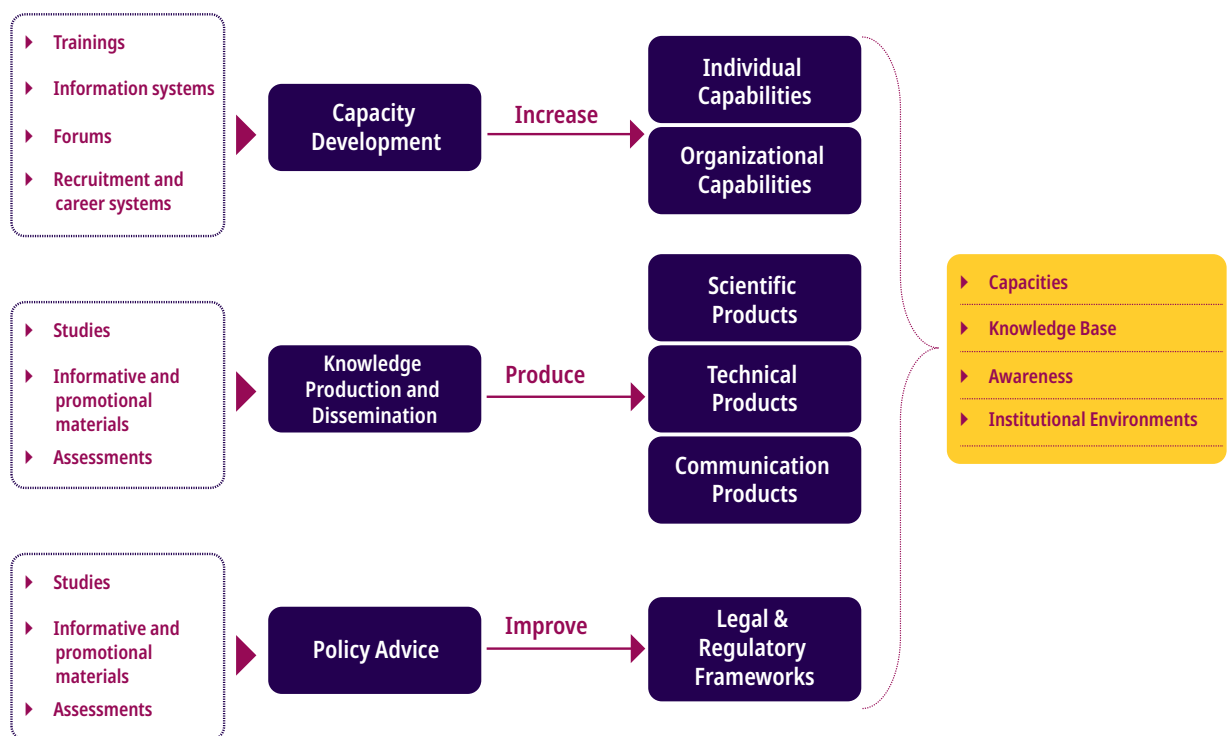 Trainings
Information systems
Forums
Recruitment and
career systems
Capacity
Development
Increase
Individual
Capabilities
Organizational
Capabilities
Studies
Informative and
promotional
materials
Assessments
Knowledge
Production and
Dissemination
Produce
Scientific
Products
Technical
Products
Communication
Products
Studies
Informative and
promotional
materials
Assessments
Policy Advice
Improve
Legal &
Regulatory
Frameworks
Capacities
Knowledge Base
Awareness
Institutional Environments